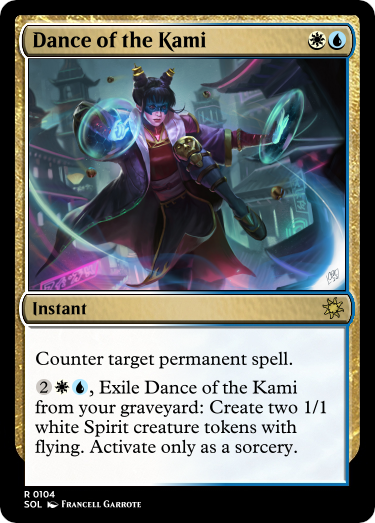 Dance of the Kami
Instant
Counter target permanent spell.
2, Exile Dance of the Kami
from your graveyard: Create two 1/1
white Spirit creature tokens with
flying. Activate only as a sorcery.
R 0104
SOL Francell Garrote